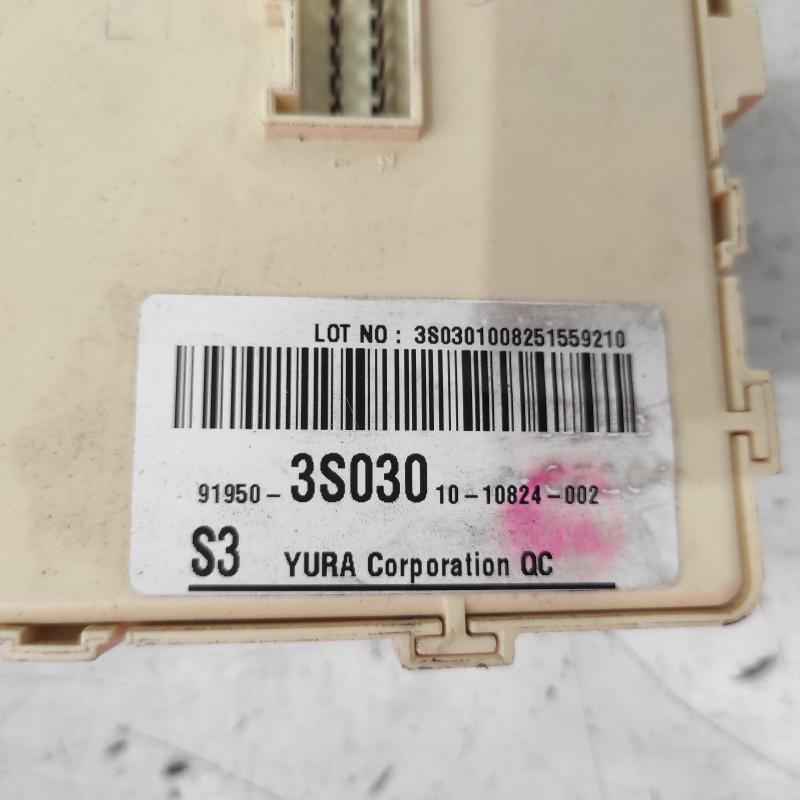 LOT NO : 3S0301008251559210
91950-3S030 10-10824-002
S3 YURA Corporation QC